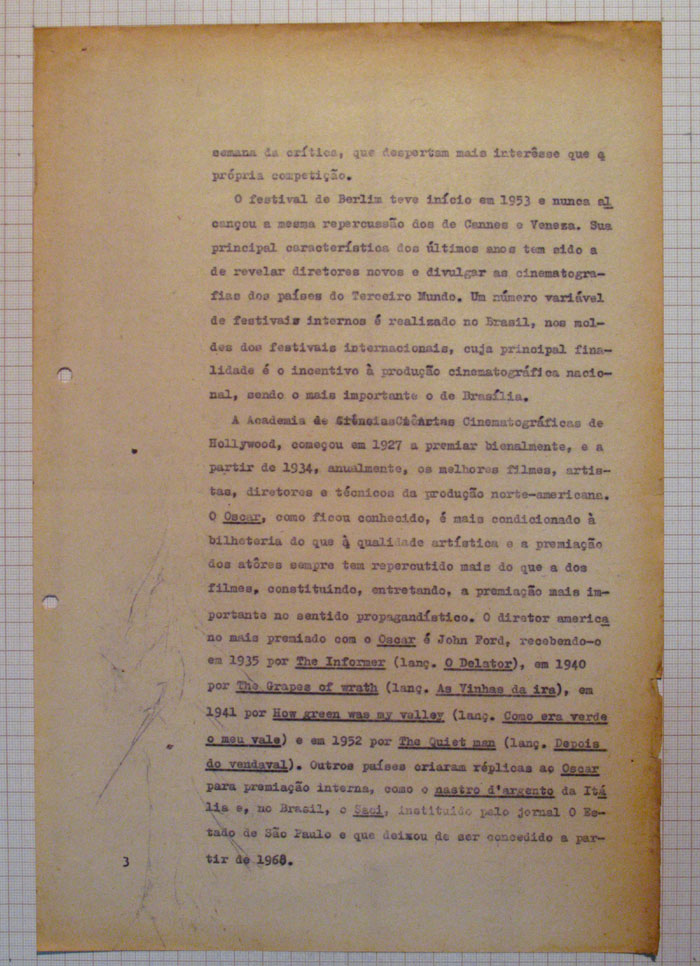 semana da crítica, que despertam mais interêsse que a
própria competição.
O festival de Berlim teve início em 1953 e nunca al
cançou a mesma repercussão dos de Cannes e Veneza. Sua
principal característica dos últimos anos tem sido a
de revelar diretores novos e divulgar as cinematogra-
fias dos países do Terceiro Mundo. Um número variável
de festivais internos é realizado no Brasil, nos mol-
des dos festivais internacionais, cuja principal fina-
lidade é o incentivo à produção cinematográfica nacio-
nal, sendo o mais importante o de Brasília.
A Academia de Ciências Cinematográficas de
Hollywood, começou em 1927 a premiar bienalmente, e a
partir de 1934, anualmente, os melhores filmes, artis-
tas, diretores e técnicos da produção norte-americana.
O Oscar, como ficou conhecido, é mais condicionado à
bilheteria do que à qualidade artística e a premiação
dos atôres sempre tem repercutido mais do que a dos
filmes, constituindo, entretando, a premiação mais im-
portante no sentido propagandístico. O diretor america
no mais premiado com o Oscar é John Ford, recebendo-o
em 1935 por The Informer (lanç. O Delator), em 1940
por The Grapes of wrath (lanç. As Vinhas da ira), em
1941 por How green was my valley (lanç. Como era verde
o meu vale) e em 1952 por The Quiet man (lanç. Depois
do vendaval). Outros países criaram réplicas ao Oscar
para premiação interna, como o nastro d'argento da Itá
lia e, no Brasil, o Saci, instituido pelo jornal O Es-
tado de São Paulo e que deixou de ser concedido a par-
tir de 1968.
3